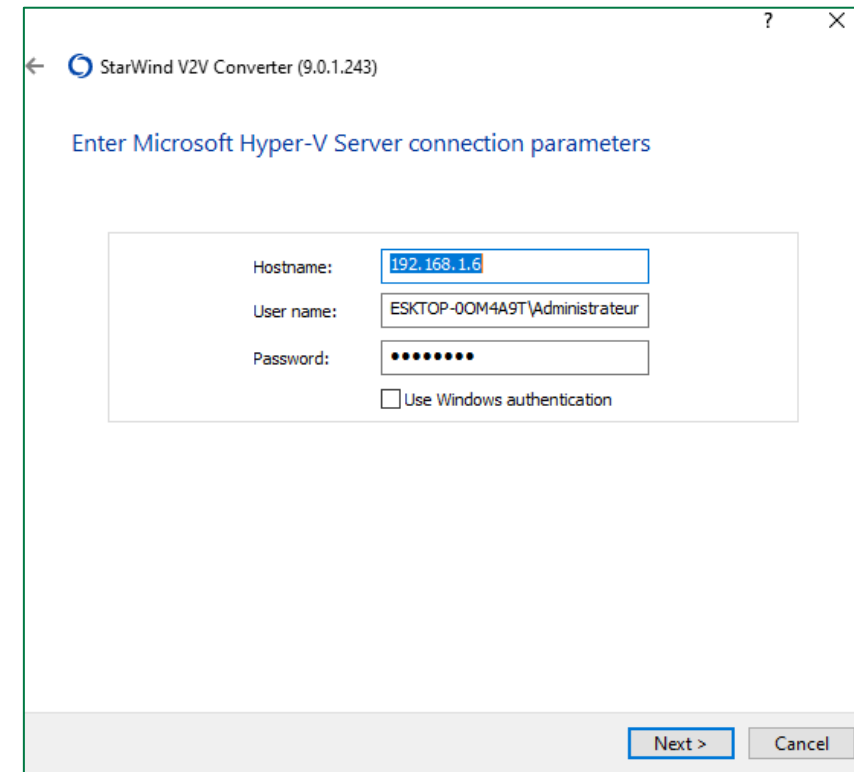 ? ×
← StarWind V2V Converter (9.0.1.243)
Enter Microsoft Hyper-V Server connection parameters
Hostname: 192.168.1.6
User name: ESKTOP-0OM4A9T\Administrateur
Password: ●●●●●●●●
Use Windows authentication
Next > Cancel